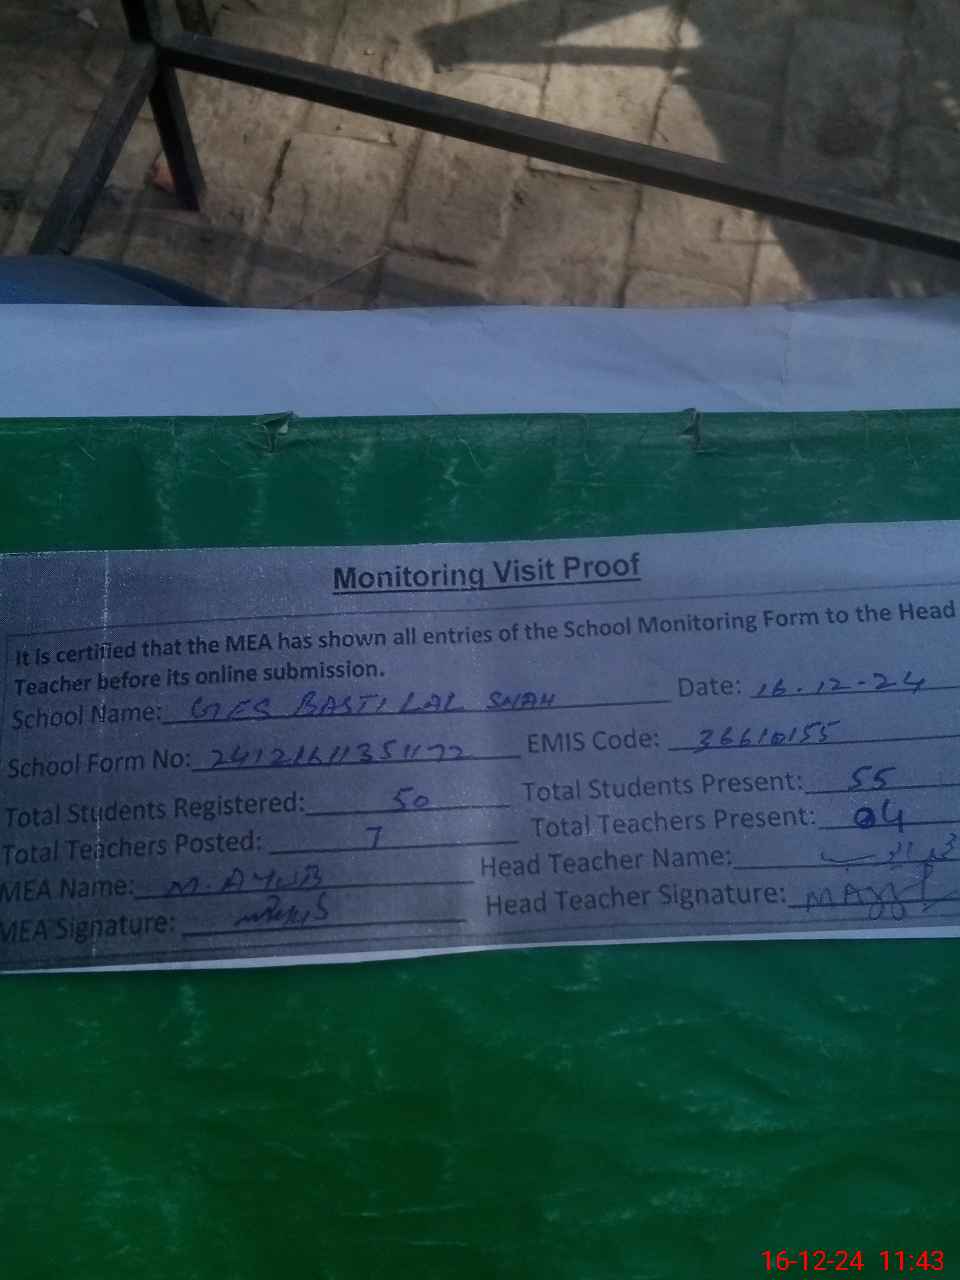 Monitoring Visit Proof
It is certified that the MEA has shown all entries of the School Monitoring Form to the Head
Teacher before its online submission.
School Name: GES BASTI LAL SHAH Date: 16.12.24
School Form No: 24121611351172 EMIS Code: 36610155
Total Students Registered: 50 Total Students Present: 55
Total Teachers Posted: 7 Total Teachers Present: 04
MEA Name: M. AYUB Head Teacher Name:
MEA Signature: Head Teacher Signature:
16-12-24 11:43